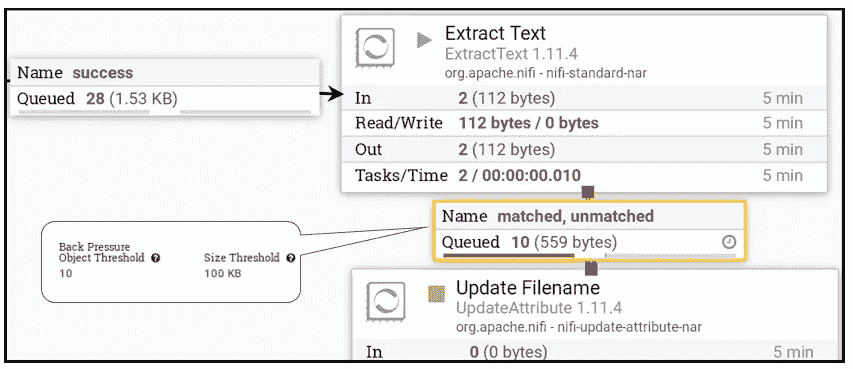 Extract Text
ExtractText 1.11.4
org.apache.nifi - nifi-standard-nar
Name success
Queued 28 (1.53 KB)
In 2 (112 bytes) 5 min
Read/Write 112 bytes / 0 bytes 5 min
Out 2 (112 bytes) 5 min
Tasks/Time 2 / 00:00:00.010 5 min
Name matched, unmatched
Queued 10 (559 bytes)
Back Pressure
Object Threshold ? Size Threshold ?
10 100 KB
Update Filename
UpdateAttribute 1.11.4
org.apache.nifi - nifi-update-attribute-nar
In 0 (0 bytes) 5 min